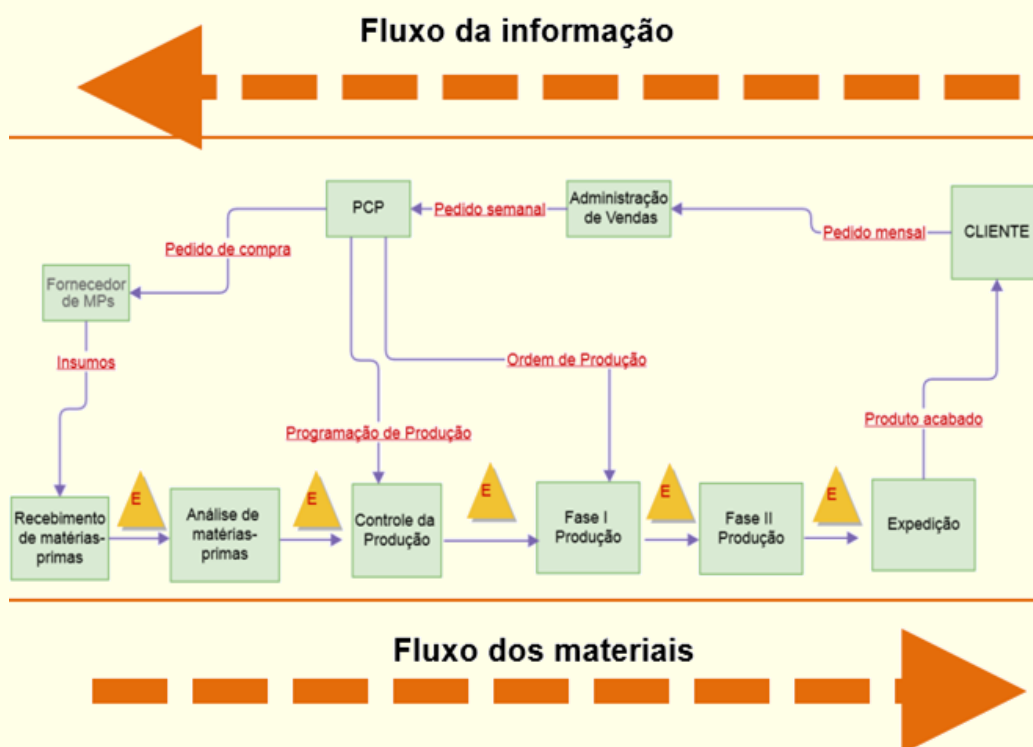 Fluxo da informação
PCP
Pedido semanal
Administração
de Vendas
Pedido mensal
CLIENTE
Pedido de compra
Fornecedor
de MPs
Insumos
Ordem de Produção
Programação de Produção
Produto acabado
Recebimento
de matérias-
primas
E
Análise de
matérias-
primas
E
Controle da
Produção
E
Fase I
Produção
E
Fase II
Produção
E
Expedição
Fluxo dos materiais